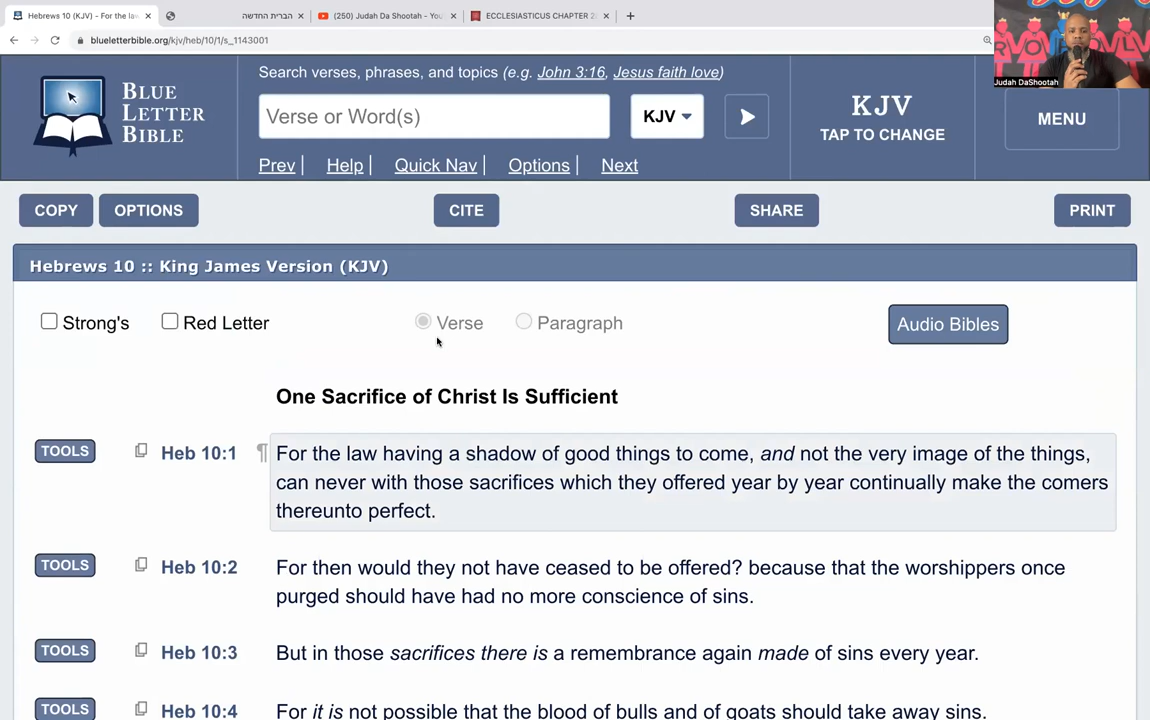 Hebrews 10 (KJV) - For the law
הברית החדשה
(250) Judah Da Shootah - You
ECCLESIASTICUS CHAPTER 2
blueletterbible.org/kjv/heb/10/1/s_1143001
Judah DaShootah
BLUE
LETTER
BIBLE
Search verses, phrases, and topics (e.g. John 3:16, Jesus faith love)
Verse or Word(s)
KJV
KJV
TAP TO CHANGE
MENU
Prev | Help | Quick Nav | Options | Next
COPY OPTIONS CITE SHARE PRINT
Hebrews 10 :: King James Version (KJV)
Strong's Red Letter Verse Paragraph Audio Bibles
One Sacrifice of Christ Is Sufficient
TOOLS Heb 10:1 ¶ For the law having a shadow of good things to come, and not the very image of the things,
can never with those sacrifices which they offered year by year continually make the comers
thereunto perfect.
TOOLS Heb 10:2 For then would they not have ceased to be offered? because that the worshippers once
purged should have had no more conscience of sins.
TOOLS Heb 10:3 But in those sacrifices there is a remembrance again made of sins every year.
TOOLS Heb 10:4 For it is not possible that the blood of bulls and of goats should take away sins.